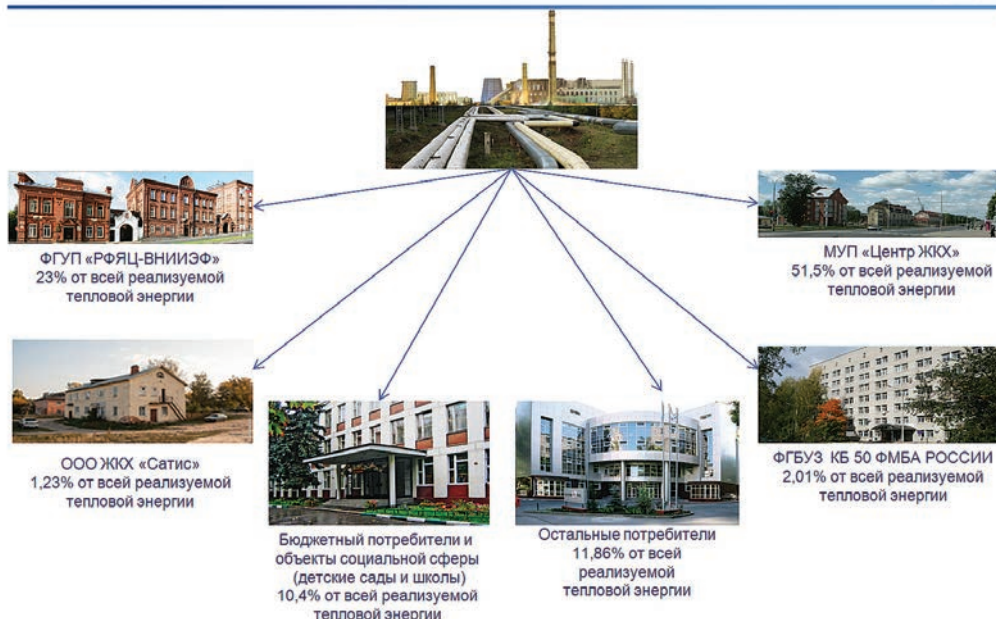 ФГУП «РФЯЦ-ВНИИЭФ»
23% от всей реализуемой
тепловой энергии
МУП «Центр ЖКХ»
51,5% от всей реализуемой
тепловой энергии
ООО ЖКХ «Сатис»
1,23% от всей реализуемой
тепловой энергии
Бюджетный потребители и
объекты социальной сферы
(детские сады и школы)
10,4% от всей реализуемой
тепловой энергии
Остальные потребители
11,86% от всей
реализуемой
тепловой энергии
ФГБУЗ КБ 50 ФМБА РОССИИ
2,01% от всей реализуемой
тепловой энергии